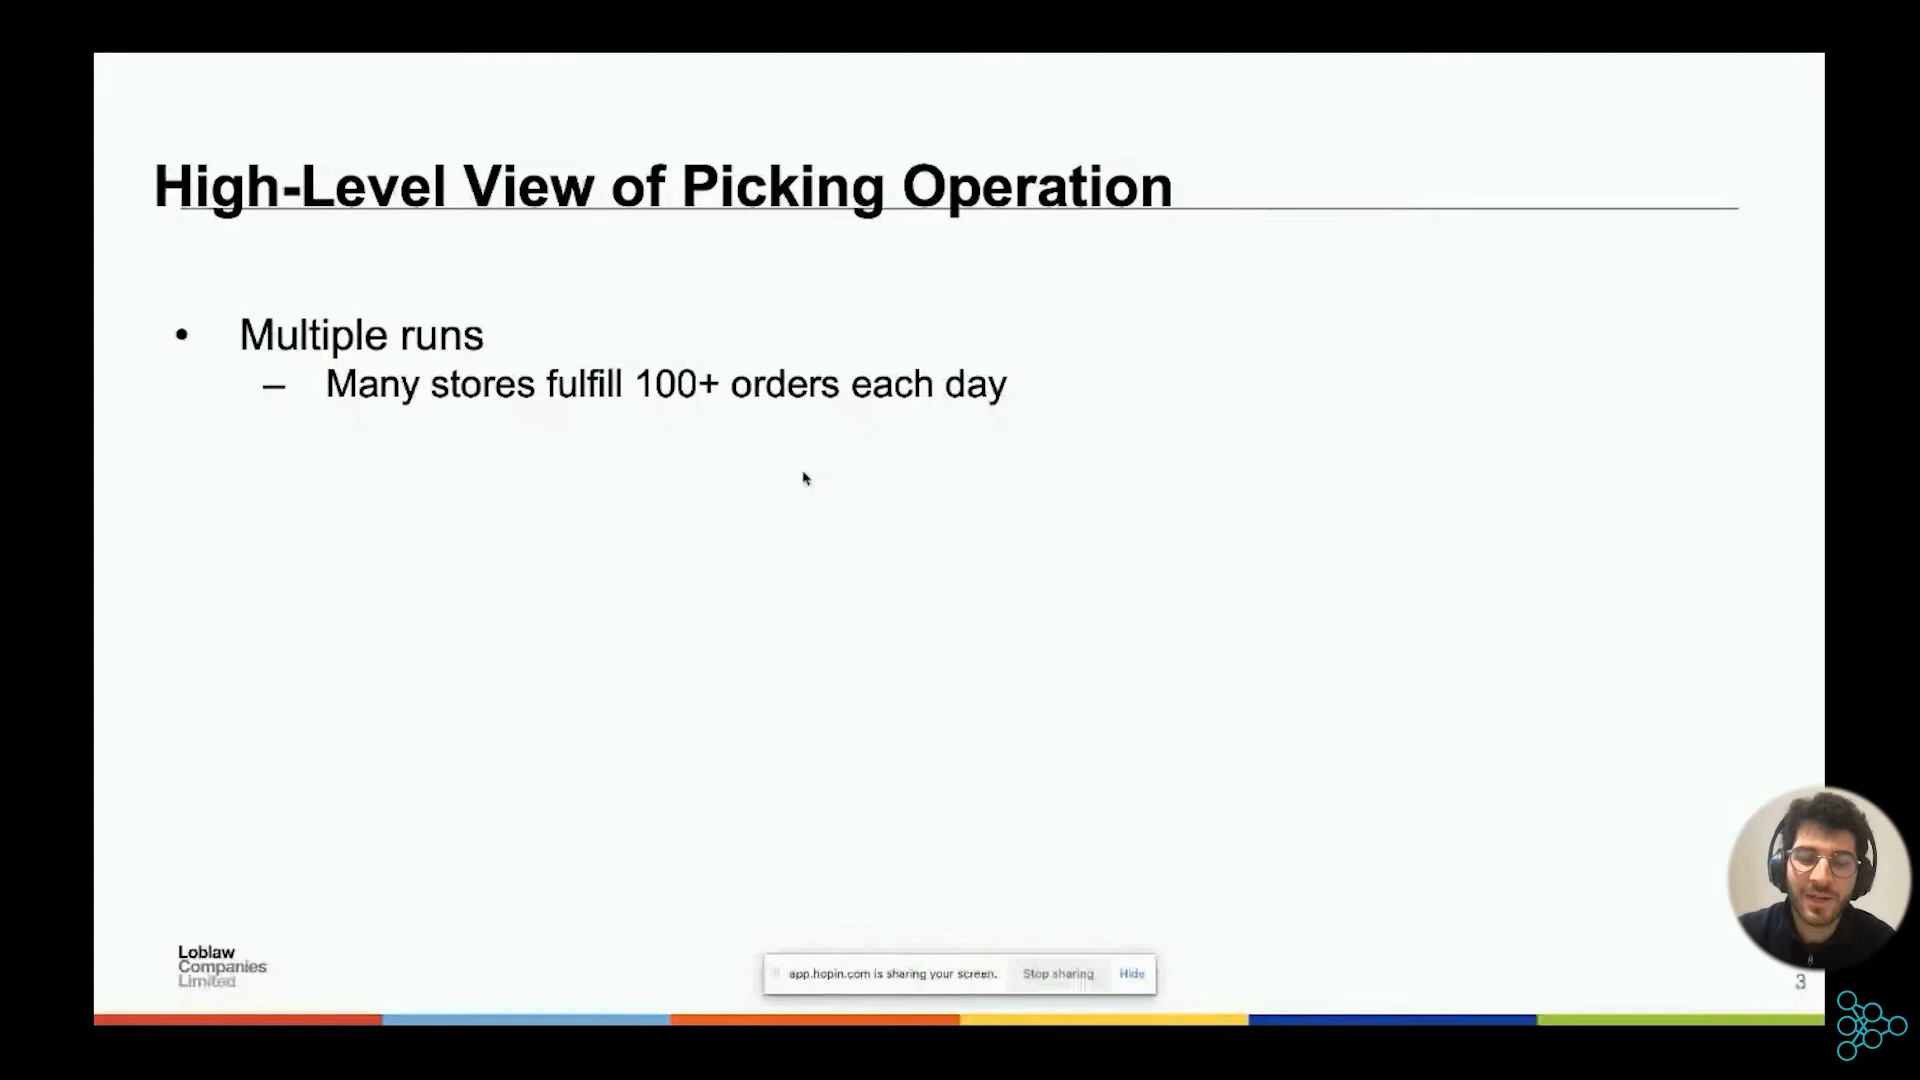 High-Level View of Picking Operation
• Multiple runs
– Many stores fulfill 100+ orders each day
Loblaw
Companies
Limited
app.hopin.com is sharing your screen. Stop sharing Hide
3